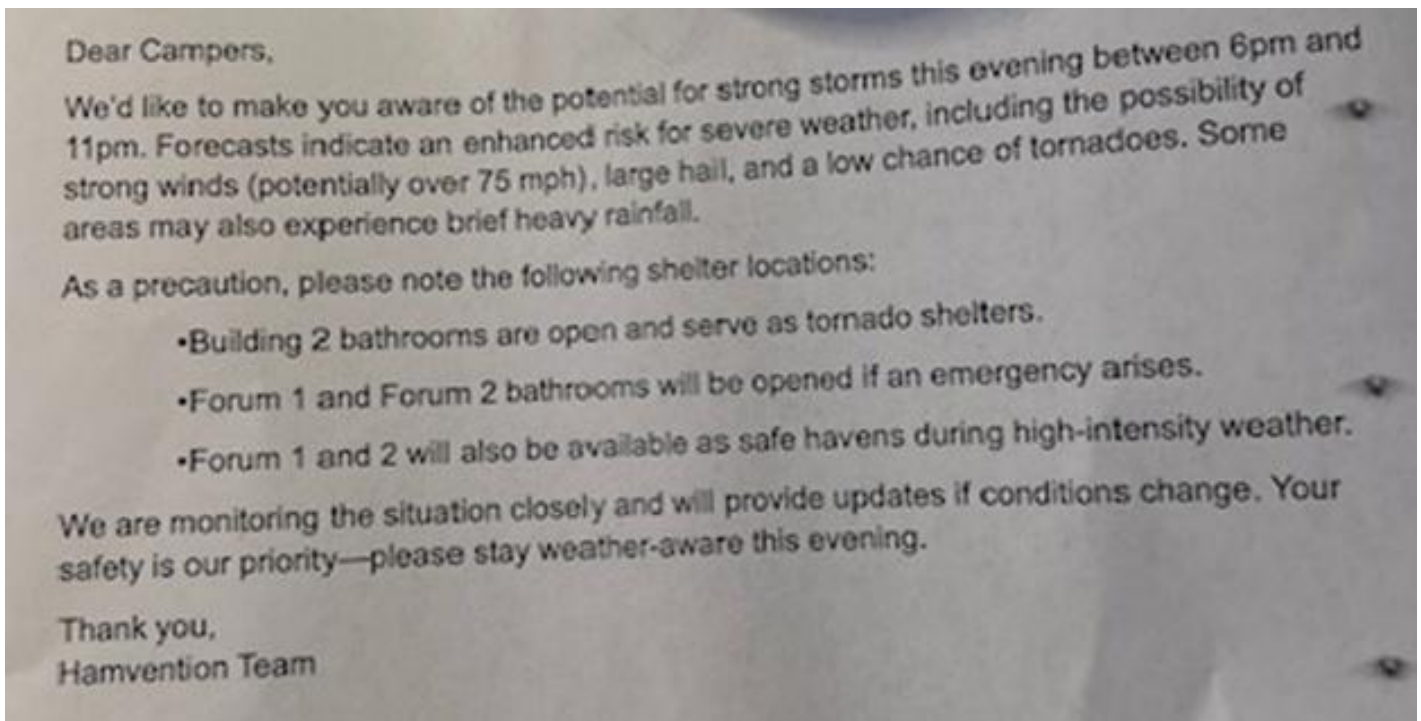 Dear Campers,
We'd like to make you aware of the potential for strong storms this evening between 6pm and
11pm. Forecasts indicate an enhanced risk for severe weather, including the possibility of
strong winds (potentially over 75 mph), large hail, and a low chance of tornadoes. Some
areas may also experience brief heavy rainfall.
As a precaution, please note the following shelter locations:
•Building 2 bathrooms are open and serve as tornado shelters.
•Forum 1 and Forum 2 bathrooms will be opened if an emergency arises.
•Forum 1 and 2 will also be available as safe havens during high-intensity weather.
We are monitoring the situation closely and will provide updates if conditions change. Your
safety is our priority—please stay weather-aware this evening.
Thank you,
Hamvention Team